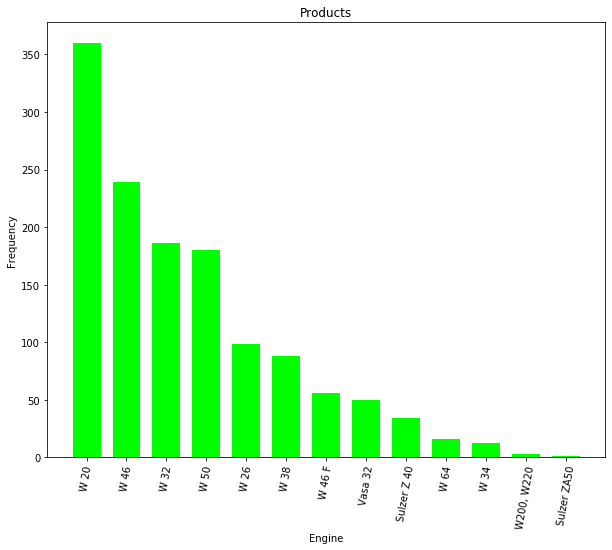 Products
350
300
250
200
150
100
50
0
Frequency
W 20
W 46
W 32
W 50
W 26
W 38
W 46 F
Vasa 32
Sulzer Z 40
W 64
W 34
W200, W220
Sulzer ZA50
Engine